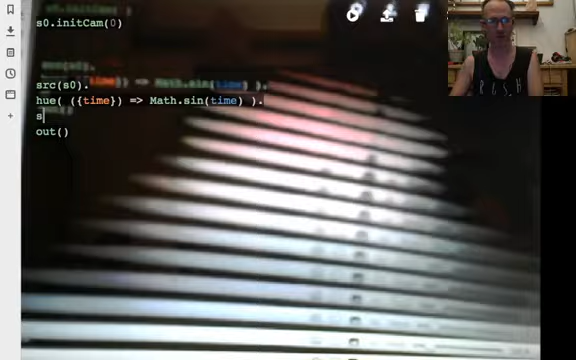 s0.initCam(0)
src(s0).
hue( ({time}) => Math.sin(time) ).
s
out()